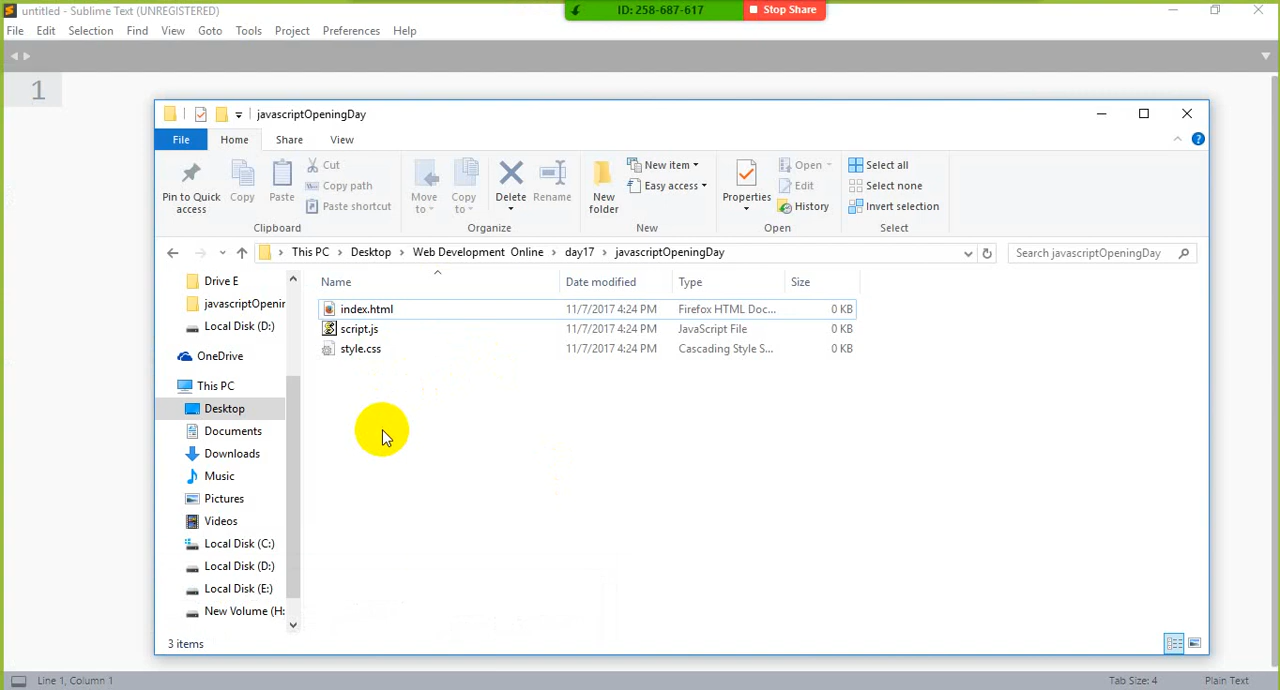 untitled - Sublime Text (UNREGISTERED)
ID: 258-687-617
Stop Share
File Edit Selection Find View Goto Tools Project Preferences Help
1
javascriptOpeningDay
File Home Share View
Pin to Quick access
Copy
Paste
Cut
Copy path
Paste shortcut
Clipboard
Move to
Copy to
Delete
Rename
Organize
New folder
New item
Easy access
New
Properties
Open
Edit
History
Open
Select all
Select none
Invert selection
Select
This PC > Desktop > Web Development Online > day17 > javascriptOpeningDay
Search javascriptOpeningDay
Name Date modified Type Size
index.html 11/7/2017 4:24 PM Firefox HTML Doc... 0 KB
script.js 11/7/2017 4:24 PM JavaScript File 0 KB
style.css 11/7/2017 4:24 PM Cascading Style S... 0 KB
Drive E
javascriptOpenin
Local Disk (D:)
OneDrive
This PC
Desktop
Documents
Downloads
Music
Pictures
Videos
Local Disk (C:)
Local Disk (D:)
Local Disk (E:)
New Volume (H:
3 items
Line 1, Column 1
Tab Size: 4
Plain Text